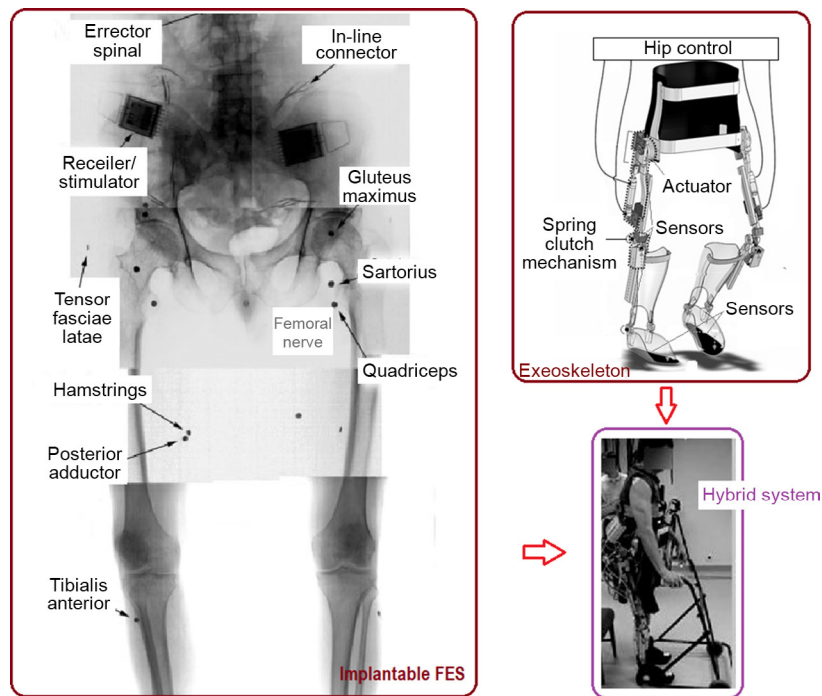 Errector
spinal
In-line
connector
Receiler/
stimulator
Gluteus
maximus
Sartorius
Tensor
fasciae
latae
Femoral
nerve
Quadriceps
Hamstrings
Posterior
adductor
Tibialis
anterior
Implantable FES
Hip control
Actuator
Spring
clutch
mechanism
Sensors
Sensors
Exeoskeleton
Hybrid system